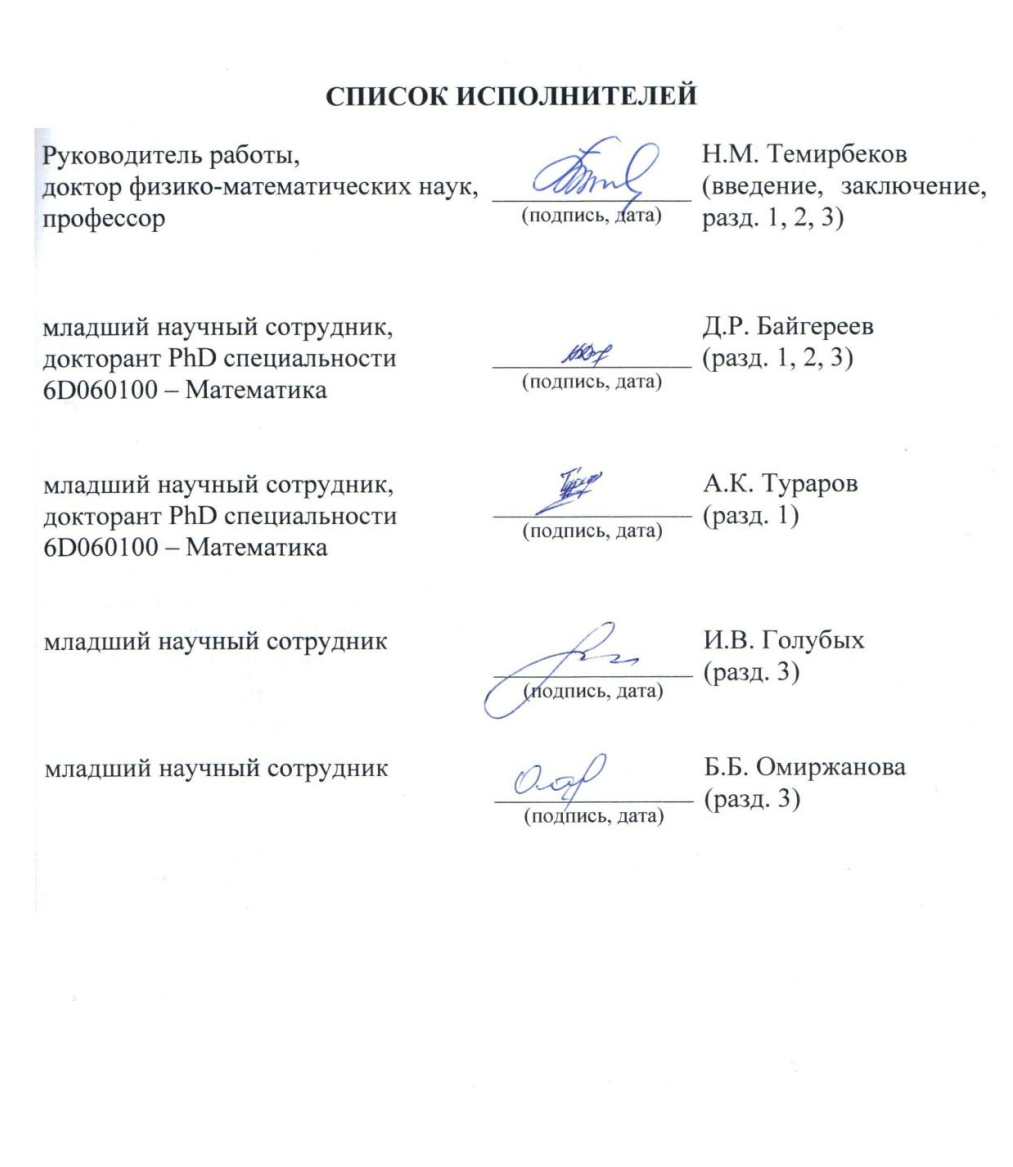 СПИСОК ИСПОЛНИТЕЛЕЙ
Руководитель работы,
доктор физико-математических наук,
профессор
(подпись, дата)
Н.М. Темирбеков
(введение, заключение,
разд. 1, 2, 3)
младший научный сотрудник,
докторант PhD специальности
6D060100 – Математика
(подпись, дата)
Д.Р. Байгереев
(разд. 1, 2, 3)
младший научный сотрудник,
докторант PhD специальности
6D060100 – Математика
(подпись, дата)
А.К. Тураров
(разд. 1)
младший научный сотрудник
(подпись, дата)
И.В. Голубых
(разд. 3)
младший научный сотрудник
(подпись, дата)
Б.Б. Омиржанова
(разд. 3)